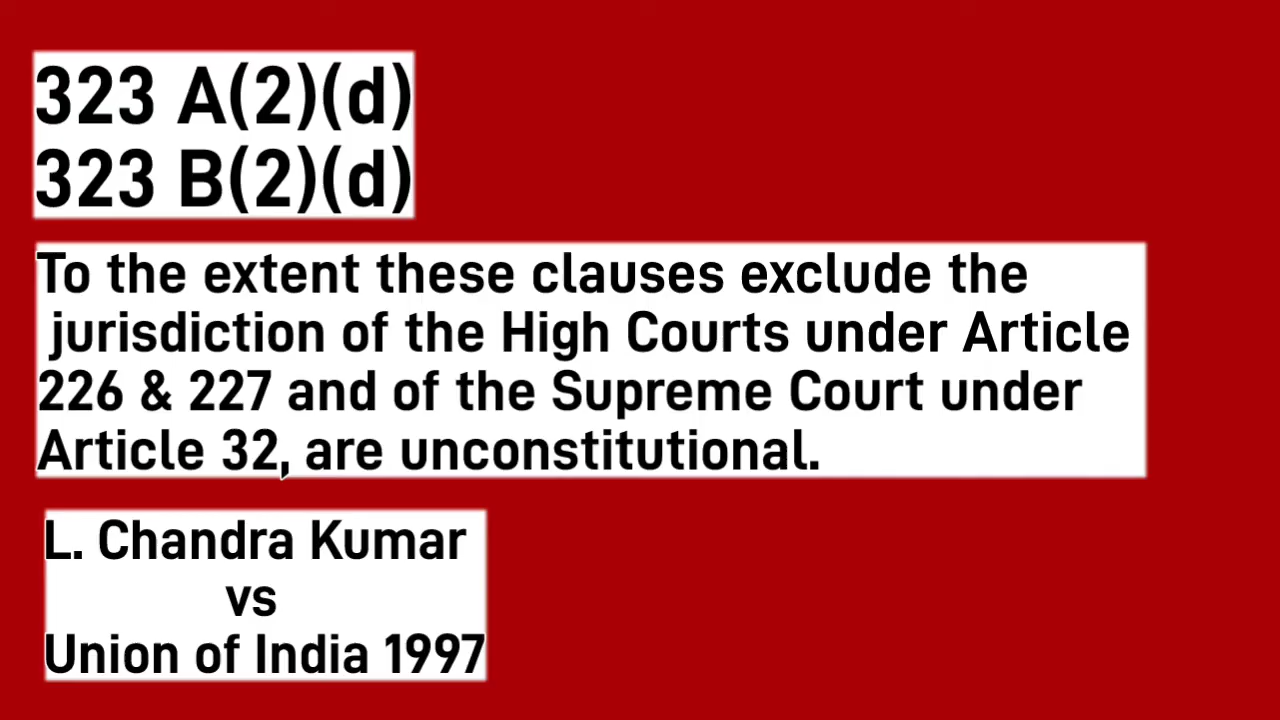 323 A(2)(d)
323 B(2)(d)
To the extent these clauses exclude the
jurisdiction of the High Courts under Article
226 & 227 and of the Supreme Court under
Article 32, are unconstitutional.
L. Chandra Kumar
vs
Union of India 1997